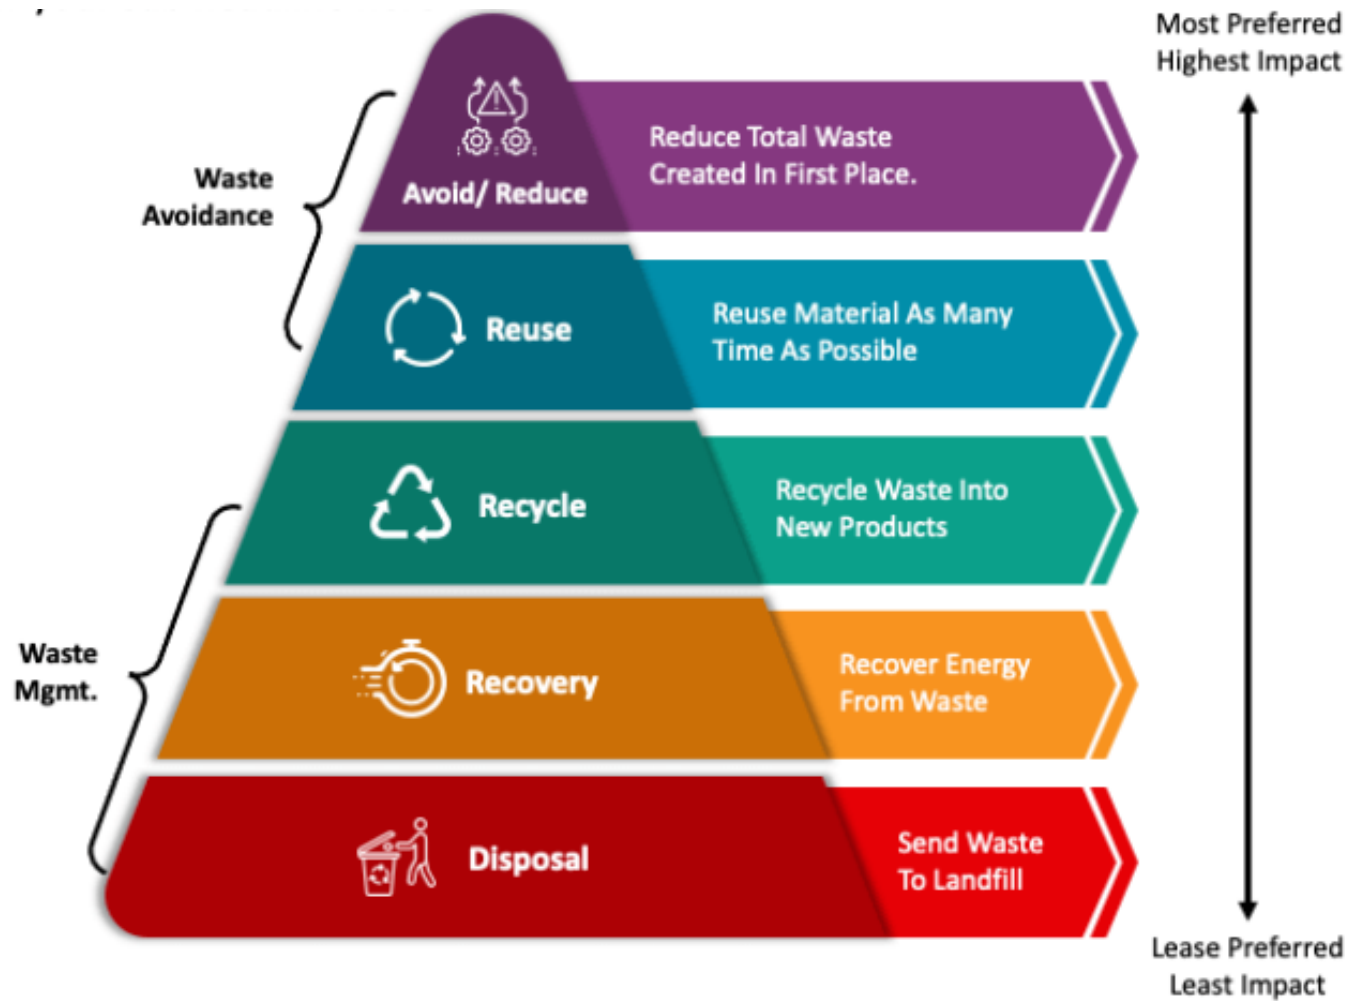 Most Preferred
Highest Impact
Waste
Avoidance
Avoid/ Reduce
Reduce Total Waste
Created In First Place.
Reuse
Reuse Material As Many
Time As Possible
Recycle
Recycle Waste Into
New Products
Waste
Mgmt.
Recovery
Recover Energy
From Waste
Disposal
Send Waste
To Landfill
Lease Preferred
Least Impact